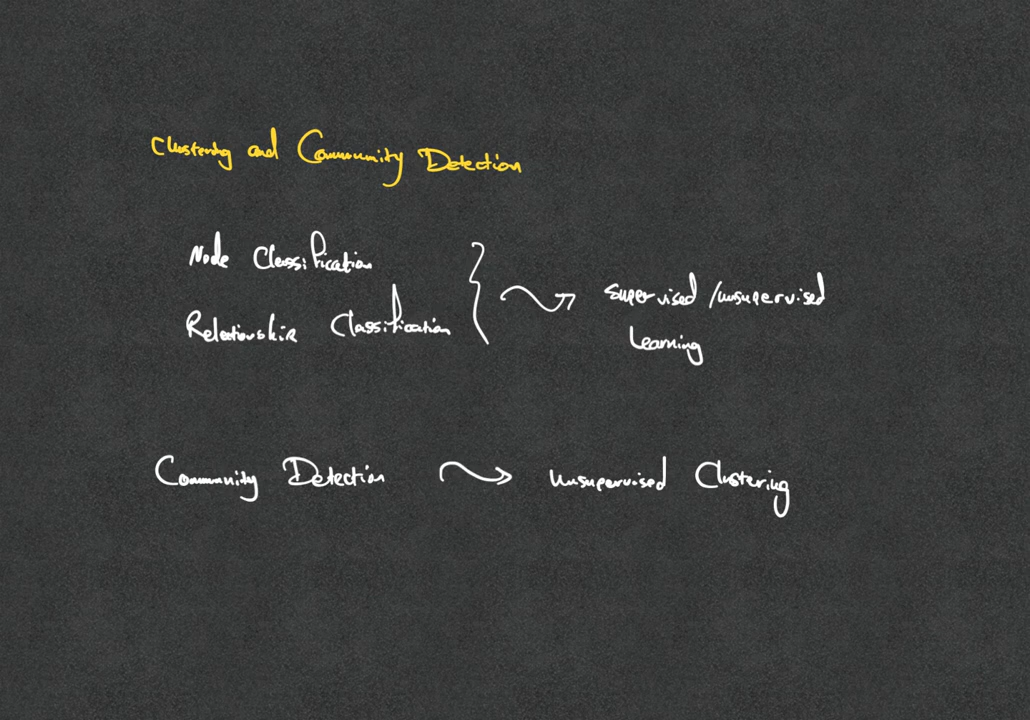 Clustering and Community Detection
Node Classification
Relationship Classification
Supervised/unsupervised
Learning
Community Detection
unsupervised Clustering